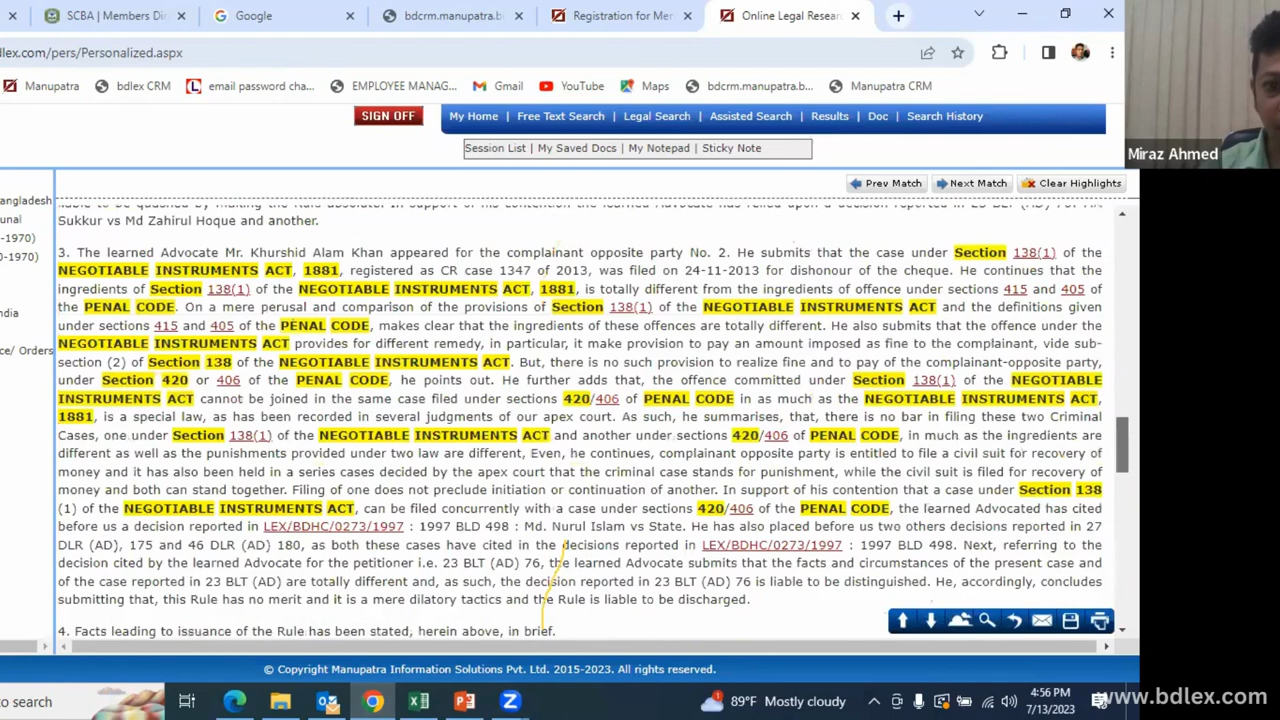 SCBA | Members Dir
Google
bdcrm.manupatra.b
Registration for Mer
Online Legal Resear
dlex.com/pers/Personalized.aspx
Manupatra
bdlex CRM
email password cha...
EMPLOYEE MANAG...
Gmail
YouTube
Maps
bdcrm.manupatra.b...
Manupatra CRM
SIGN OFF
My Home | Free Text Search | Legal Search | Assisted Search | Results | Doc | Search History
Session List | My Saved Docs | My Notepad | Sticky Note
Miraz Ahmed
Prev Match
Next Match
Clear Highlights
angladesh
unal
)-1970)
0-1970)
dia
ce/ Orders
Sukkur vs Md Zahirul Hoque and another.
3. The learned Advocate Mr. Khurshid Alam Khan appeared for the complainant opposite party No. 2. He submits that the case under Section 138(1) of the
NEGOTIABLE INSTRUMENTS ACT, 1881, registered as CR case 1347 of 2013, was filed on 24-11-2013 for dishonour of the cheque. He continues that the
ingredients of Section 138(1) of the NEGOTIABLE INSTRUMENTS ACT, 1881, is totally different from the ingredients of offence under sections 415 and 405 of
the PENAL CODE. On a mere perusal and comparison of the provisions of Section 138(1) of the NEGOTIABLE INSTRUMENTS ACT and the definitions given
under sections 415 and 405 of the PENAL CODE, makes clear that the ingredients of these offences are totally different. He also submits that the offence under the
NEGOTIABLE INSTRUMENTS ACT provides for different remedy, in particular, it make provision to pay an amount imposed as fine to the complainant, vide sub-
section (2) of Section 138 of the NEGOTIABLE INSTRUMENTS ACT. But, there is no such provision to realize fine and to pay of the complainant-opposite party,
under Section 420 or 406 of the PENAL CODE, he points out. He further adds that, the offence committed under Section 138(1) of the NEGOTIABLE
INSTRUMENTS ACT cannot be joined in the same case filed under sections 420/406 of PENAL CODE in as much as the NEGOTIABLE INSTRUMENTS ACT,
1881, is a special law, as has been recorded in several judgments of our apex court. As such, he summarises, that, there is no bar in filing these two Criminal
Cases, one under Section 138(1) of the NEGOTIABLE INSTRUMENTS ACT and another under sections 420/406 of PENAL CODE, in much as the ingredients are
different as well as the punishments provided under two law are different, Even, he continues, complainant opposite party is entitled to file a civil suit for recovery of
money and it has also been held in a series cases decided by the apex court that the criminal case stands for punishment, while the civil suit is filed for recovery of
money and both can stand together. Filing of one does not preclude initiation or continuation of another. In support of his contention that a case under Section 138
(1) of the NEGOTIABLE INSTRUMENTS ACT, can be filed concurrently with a case under sections 420/406 of the PENAL CODE, the learned Advocated has cited
before us a decision reported in LEX/BDHC/0273/1997 : 1997 BLD 498 : Md. Nurul Islam vs State. He has also placed before us two others decisions reported in 27
DLR (AD), 175 and 46 DLR (AD) 180, as both these cases have cited in the decisions reported in LEX/BDHC/0273/1997 : 1997 BLD 498. Next, referring to the
decision cited by the learned Advocate for the petitioner i.e. 23 BLT (AD) 76, the learned Advocate submits that the facts and circumstances of the present case and
of the case reported in 23 BLT (AD) are totally different and, as such, the decision reported in 23 BLT (AD) 76 is liable to be distinguished. He, accordingly, concludes
submitting that, this Rule has no merit and it is a mere dilatory tactics and the Rule is liable to be discharged.
4. Facts leading to issuance of the Rule has been stated, herein above, in brief.
© Copyright Manupatra Information Solutions Pvt. Ltd. 2015-2023. All rights reserved.
to search
89°F Mostly cloudy
4:56 PM
7/13/2023
www.bdlex.com